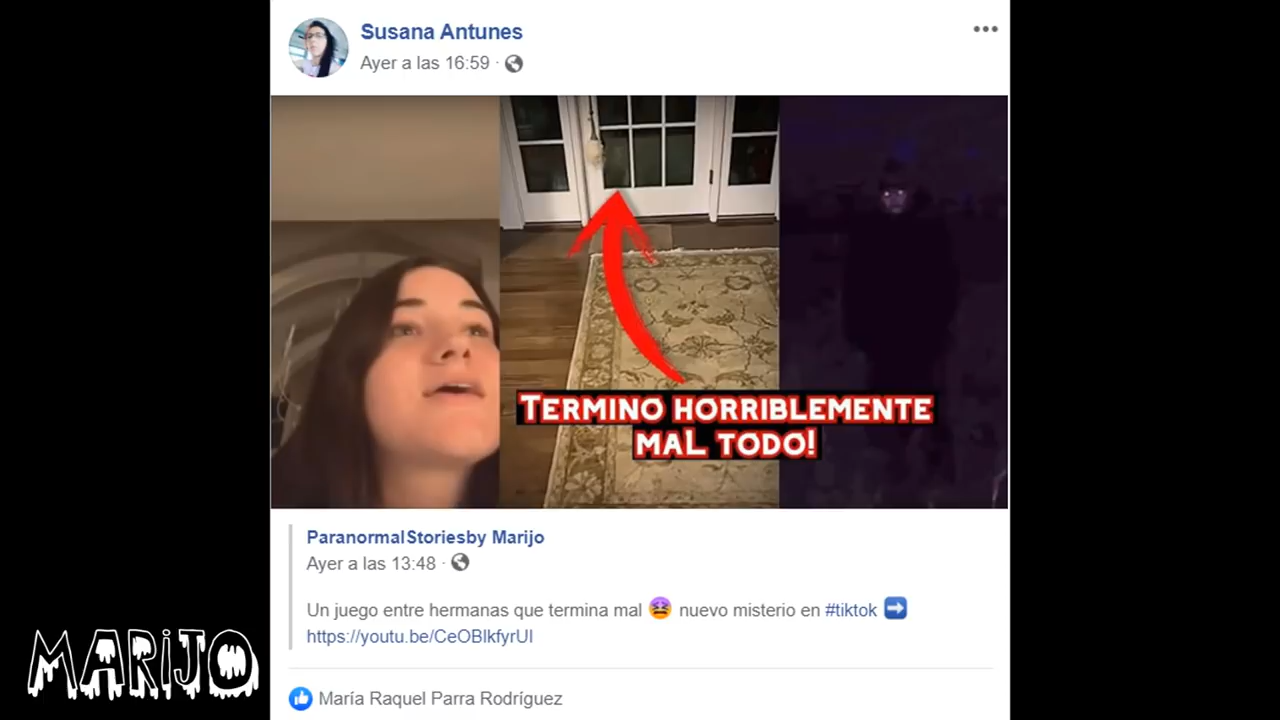 Susana Antunes
Ayer a las 16:59 ·
TERMINO HORRIBLEMENTE
MAL TODO!
ParanormalStoriesby Marijo
Ayer a las 13:48 ·
Un juego entre hermanas que termina mal 😖 nuevo misterio en #tiktok ➡️
https://youtu.be/CeOBlkfyrUI
MARIJO
María Raquel Parra Rodríguez